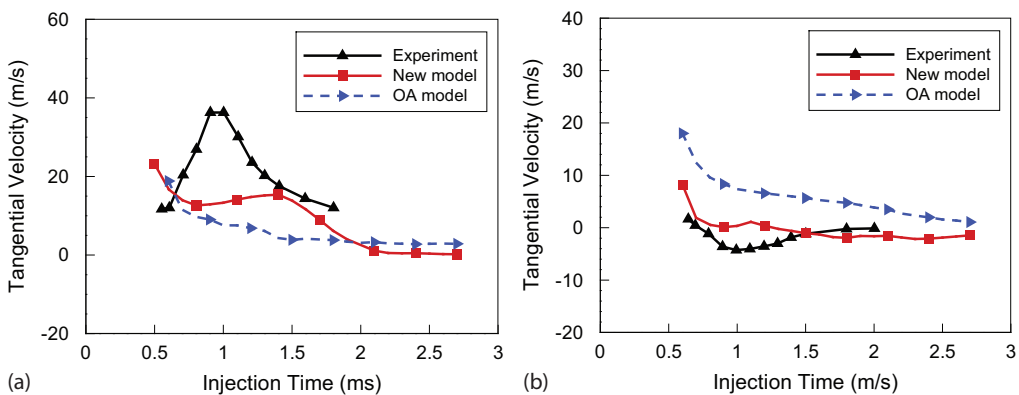 60
40
20
0
-20
Tangential Velocity (m/s)
Experiment
New model
OA model
0
0.5
1
1.5
2
2.5
3
Injection Time (ms)
(a)
40
30
20
10
0
-10
-20
Tangential Velocity (m/s)
Experiment
New model
OA model
0
0.5
1
1.5
2
2.5
3
Injection Time (m/s)
(b)